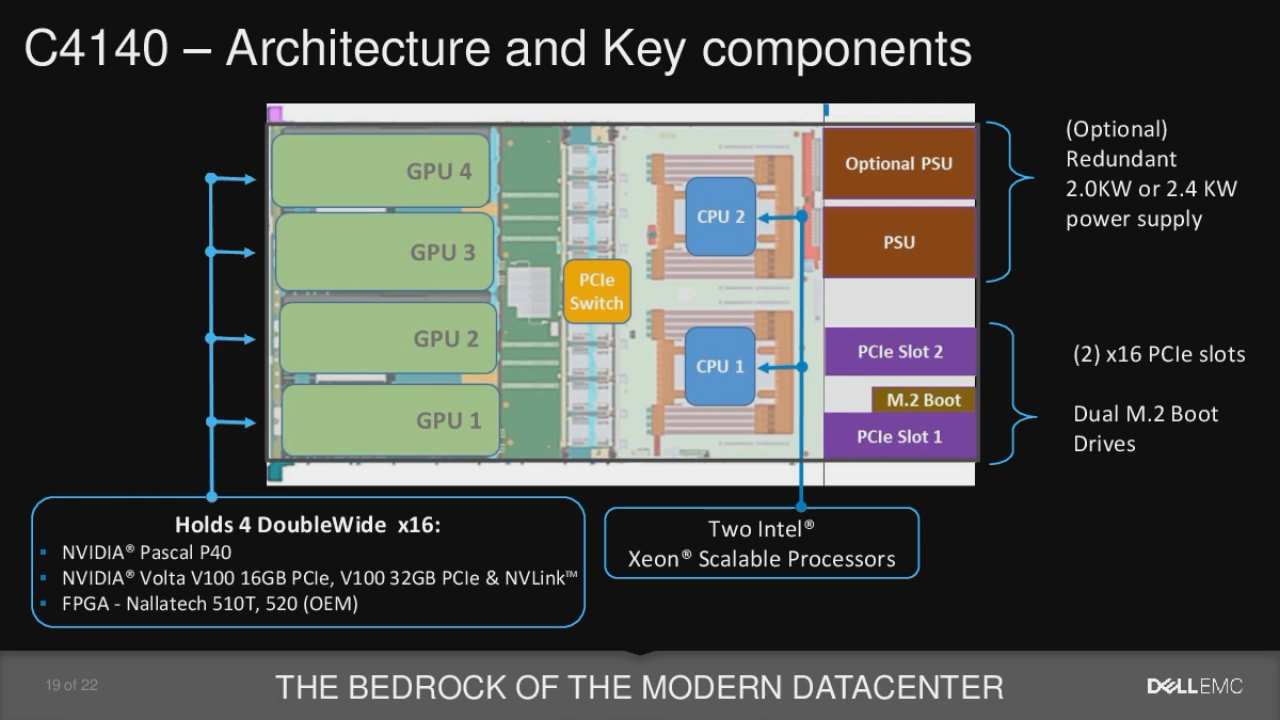 C4140 – Architecture and Key components
GPU 4
GPU 3
GPU 2
GPU 1
PCIe
Switch
CPU 2
CPU 1
Optional PSU
PSU
PCIe Slot 2
M.2 Boot
PCIe Slot 1
(Optional)
Redundant
2.0KW or 2.4 KW
power supply
(2) x16 PCIe slots
Dual M.2 Boot
Drives
Holds 4 DoubleWide x16:
▪ NVIDIA® Pascal P40
▪ NVIDIA® Volta V100 16GB PCIe, V100 32GB PCIe & NVLink™
▪ FPGA - Nallatech 510T, 520 (OEM)
Two Intel®
Xeon® Scalable Processors
19 of 22
THE BEDROCK OF THE MODERN DATACENTER
DELLEMC